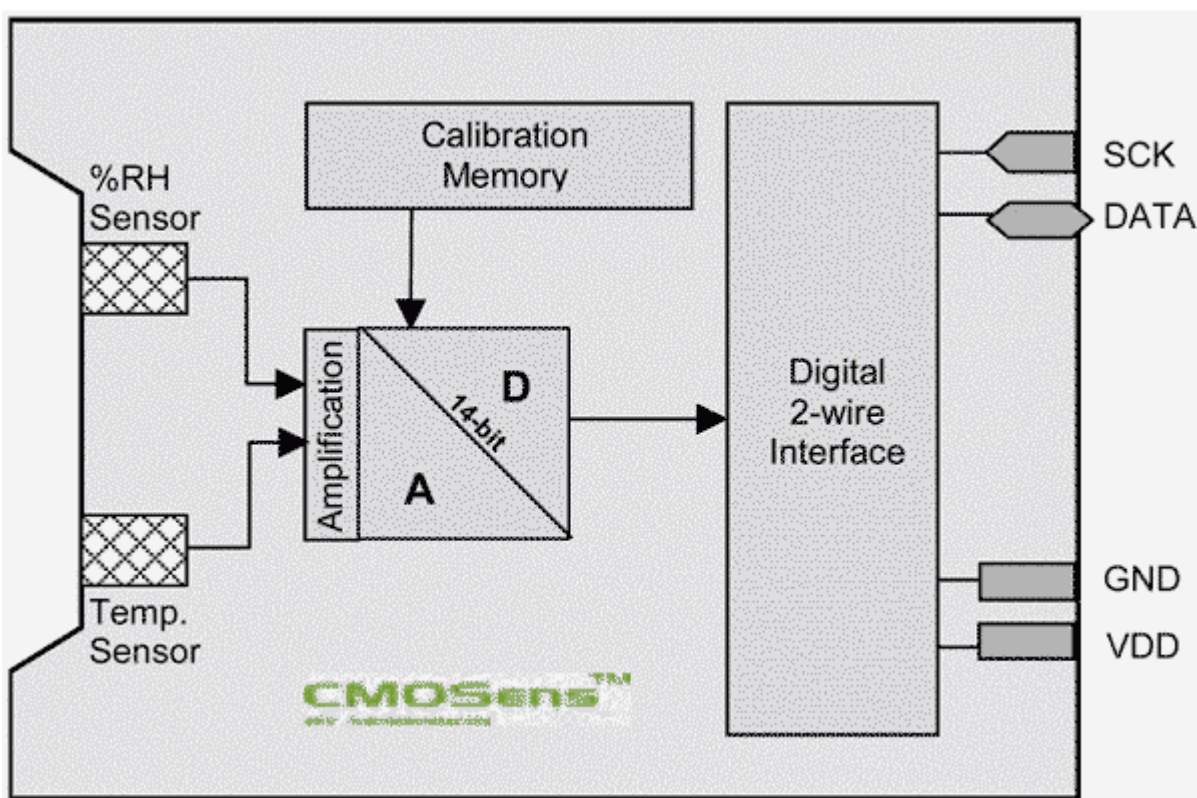 Calibration
Memory
%RH
Sensor
SCK
DATA
Amplification
14-bit
D
A
Digital
2-wire
Interface
Temp.
Sensor
GND
VDD
CMOSens™